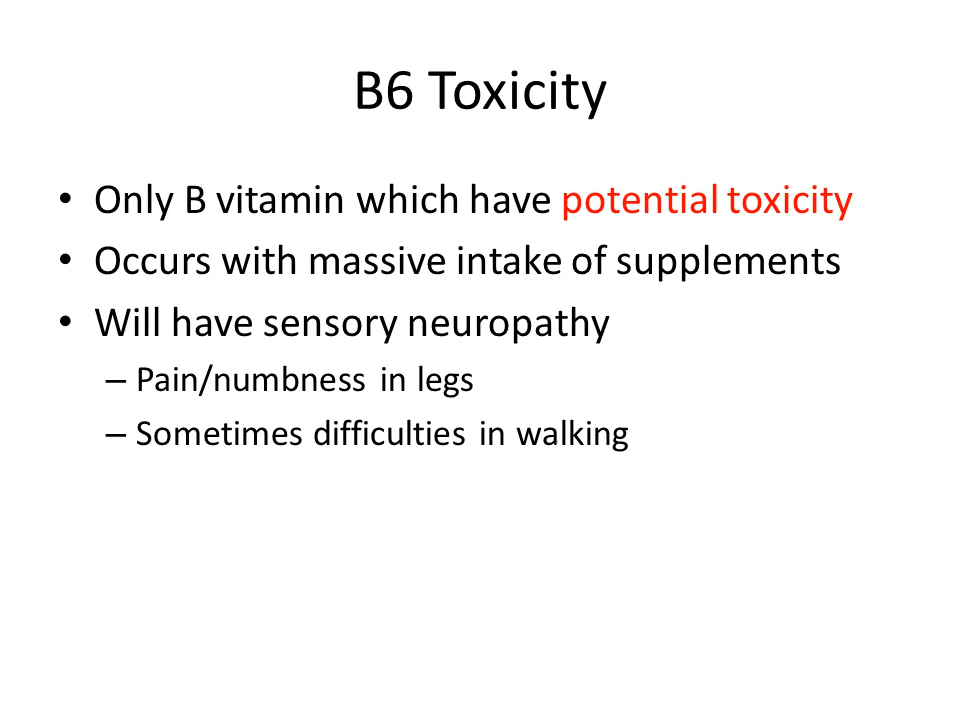 B6 Toxicity
• Only B vitamin which have potential toxicity
• Occurs with massive intake of supplements
• Will have sensory neuropathy
– Pain/numbness in legs
– Sometimes difficulties in walking